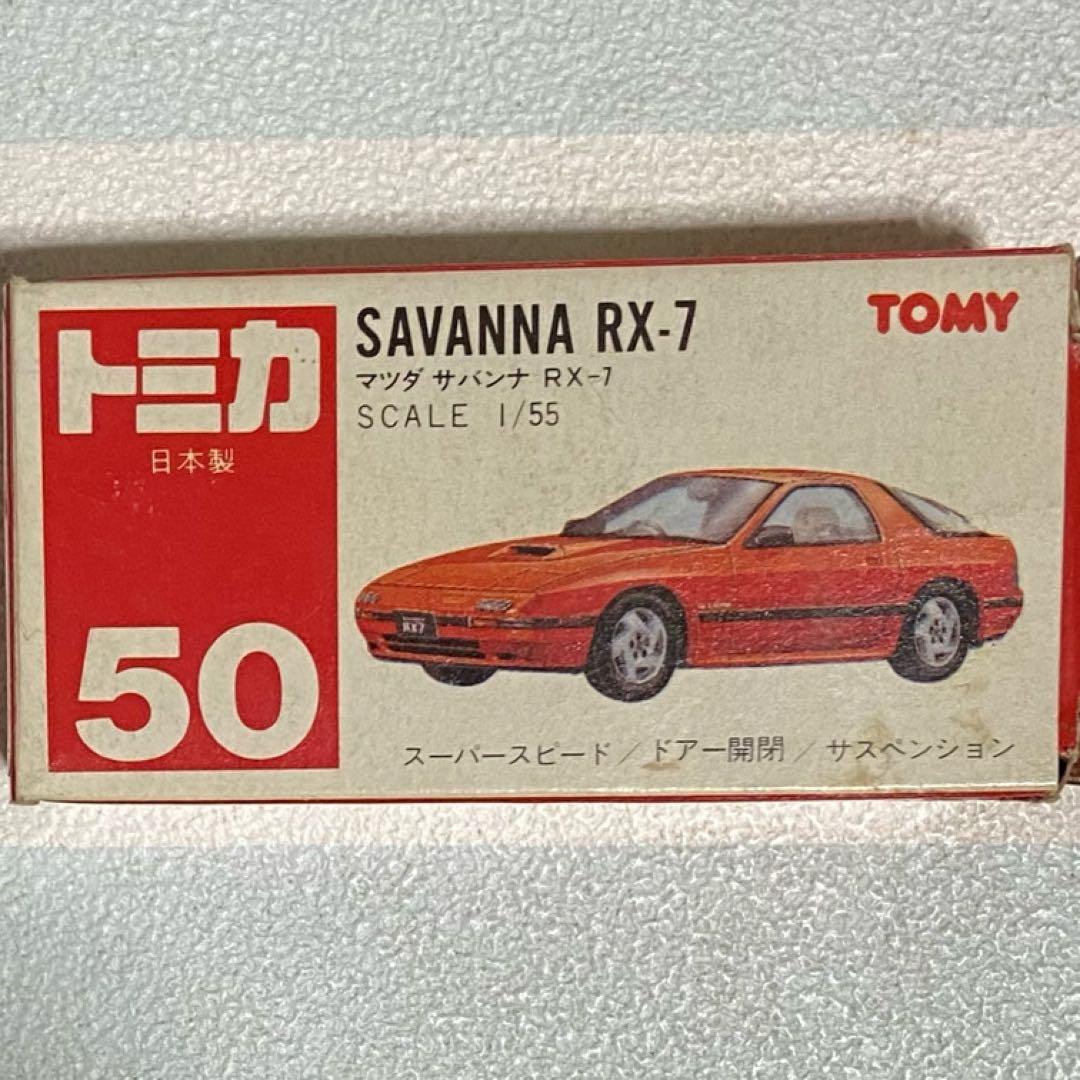 トミカ
日本製
50
SAVANNA RX-7
マツダ サバンナ RX-7
SCALE 1/55
TOMY
RX7
スーパースピード/ドアー開閉/サスペンション